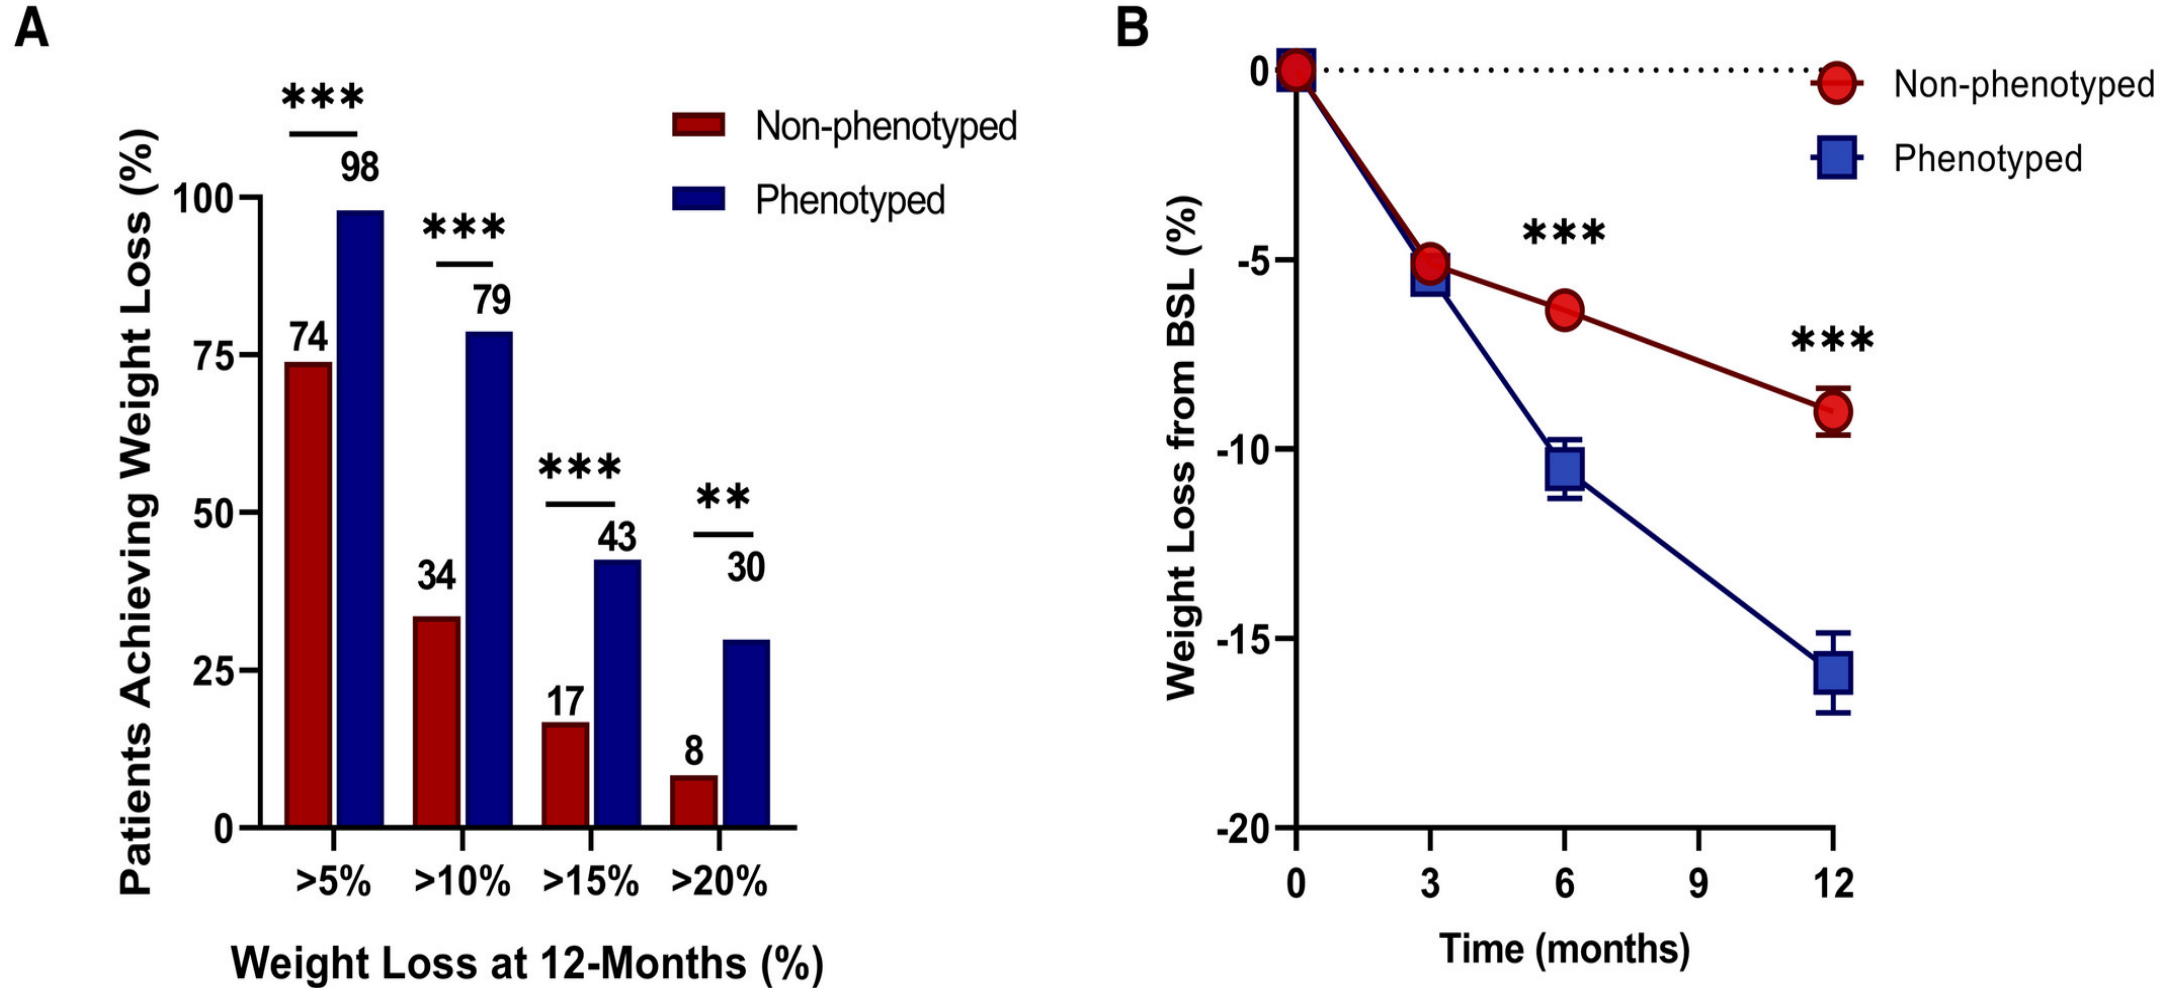 A
Patients Achieving Weight Loss (%)
100
75
50
25
0
***
98
74
***
79
34
***
43
17
**
30
8
>5% >10% >15% >20%
Weight Loss at 12-Months (%)
Non-phenotyped
Phenotyped
B
Weight Loss from BSL (%)
0
-5
-10
-15
-20
***
***
0 3 6 9 12
Time (months)
Non-phenotyped
Phenotyped